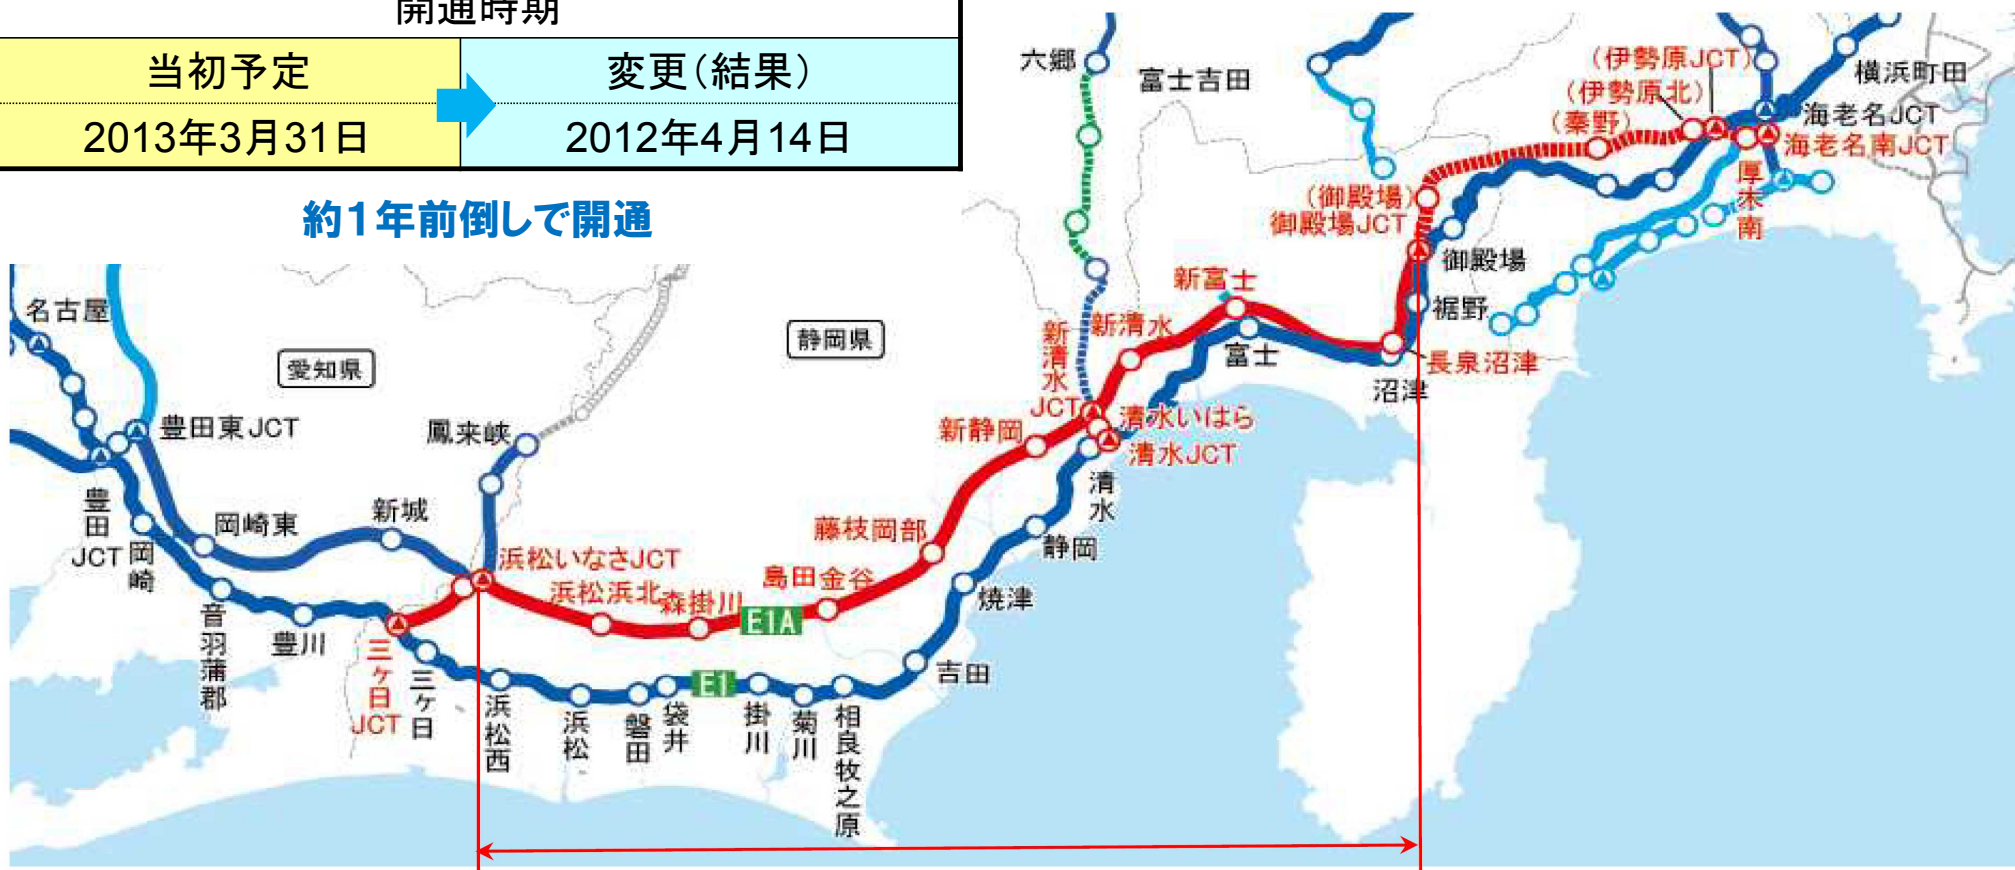 開通時期
当初予定
変更(結果)
2013年3月31日
2012年4月14日
約1年前倒しで開通
六郷
富士吉田
(伊勢原JCT)
(伊勢原北)
(秦野)
横浜町田
海老名JCT
海老名南JCT
厚木南
(御殿場)
御殿場JCT
御殿場
裾野
長泉沼津
沼津
新富士
富士
新清水
新清水JCT
清水いはら
清水JCT
清水
新静岡
静岡
静岡県
愛知県
名古屋
豊田東JCT
豊田JCT
岡崎
岡崎東
新城
鳳来峡
音羽蒲郡
豊川
浜松いなさJCT
浜松浜北
森掛川
E1A
島田金谷
藤枝岡部
焼津
吉田
三ケ日JCT
三ケ日
浜松西
浜松
磐田
袋井
E1
掛川
菊川
相良牧之原